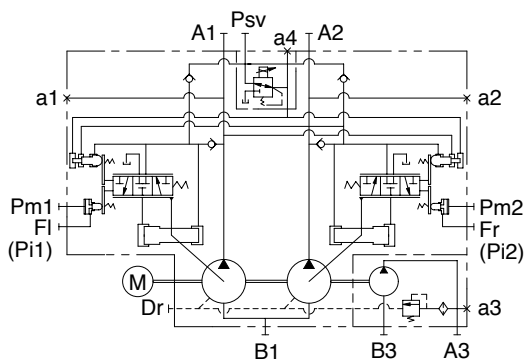 A1 Psv a4 A2
a1 a2
Pm1 Pm2
Fl Fr
(Pi1) (Pi2)
M
Dr a3
B1 B3 A3